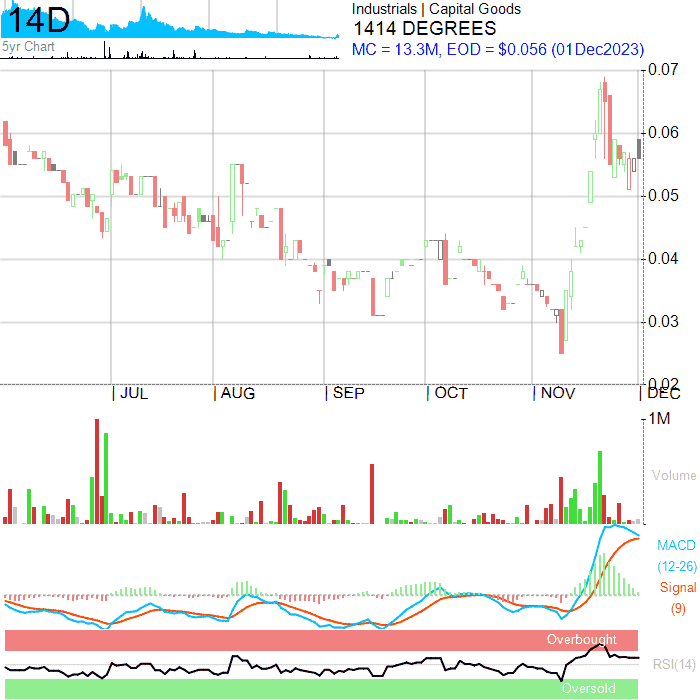 14D
5yr Chart
Industrials | Capital Goods
1414 DEGREES
MC = 13.3M, EOD = $0.056 (01Dec2023)
0.07
0.06
0.05
0.04
0.03
0.02
| JUL | AUG | SEP | OCT | NOV | DEC
1M
Volume
MACD
(12-26)
Signal
(9)
Overbought
RSI(14)
Oversold